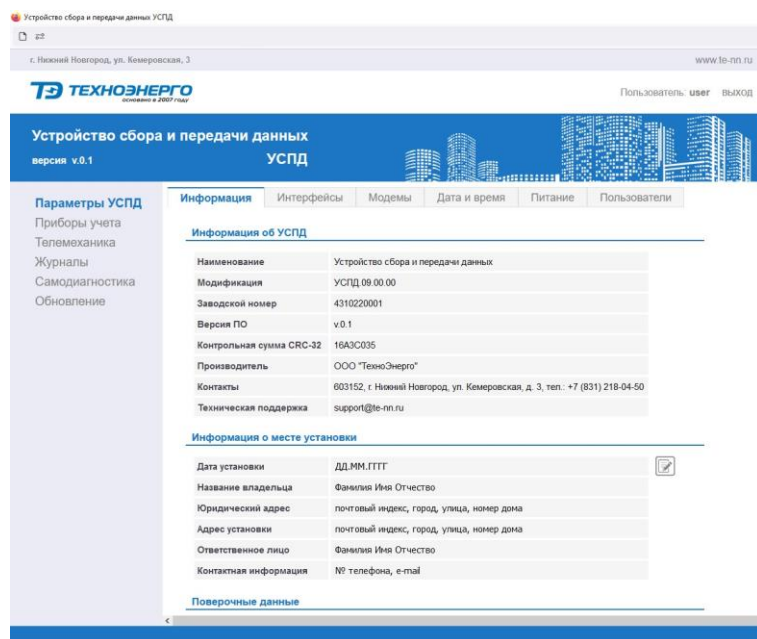 Устройство сбора и передачи данных УСПД
г. Нижний Новгород, ул. Кемеровская, 3 www.te-nn.ru
ТЭ ТЕХНОЭНЕРГО
основано в 2007 году
Пользователь: user ВЫХОД
Устройство сбора и передачи данных
версия v.0.1 УСПД
Параметры УСПД
Приборы учета
Телемеханика
Журналы
Самодиагностика
Обновление
Информация Интерфейсы Модемы Дата и время Питание Пользователи
Информация об УСПД
Наименование Устройство сбора и передачи данных
Модификация УСПД.09.00.00
Заводской номер 4310220001
Версия ПО v.0.1
Контрольная сумма CRC-32 16A3C035
Производитель ООО "ТехноЭнерго"
Контакты 603152, г. Нижний Новгород, ул. Кемеровская, д. 3, тел.: +7 (831) 218-04-50
Техническая поддержка support@te-nn.ru
Информация о месте установки
Дата установки ДД.ММ.ГГГГ
Название владельца Фамилия Имя Отчество
Юридический адрес почтовый индекс, город, улица, номер дома
Адрес установки почтовый индекс, город, улица, номер дома
Ответственное лицо Фамилия Имя Отчество
Контактная информация № телефона, e-mail
Поверочные данные